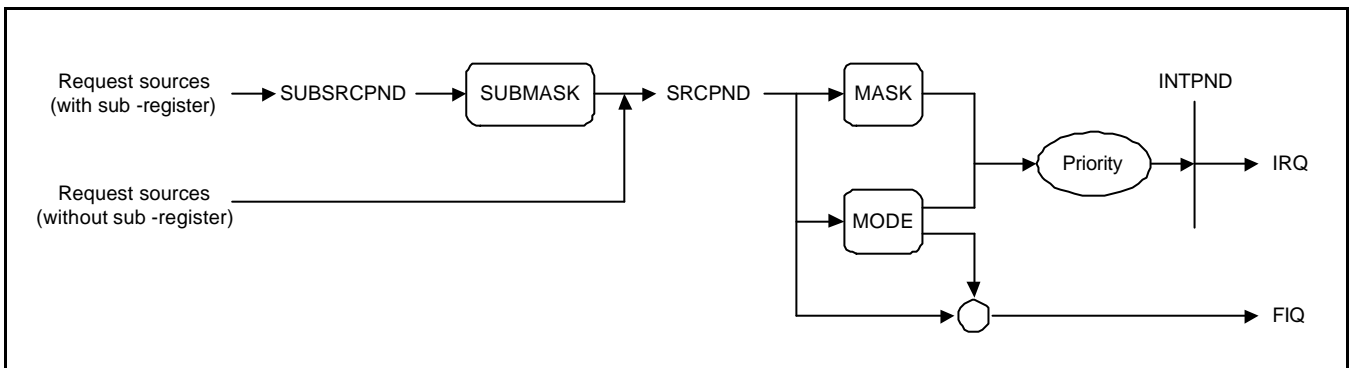 Request sources
(with sub -register)
SUBSRCPND
SUBMASK
SRCPND
MASK
INTPND
Priority
IRQ
Request sources
(without sub -register)
MODE
FIQ